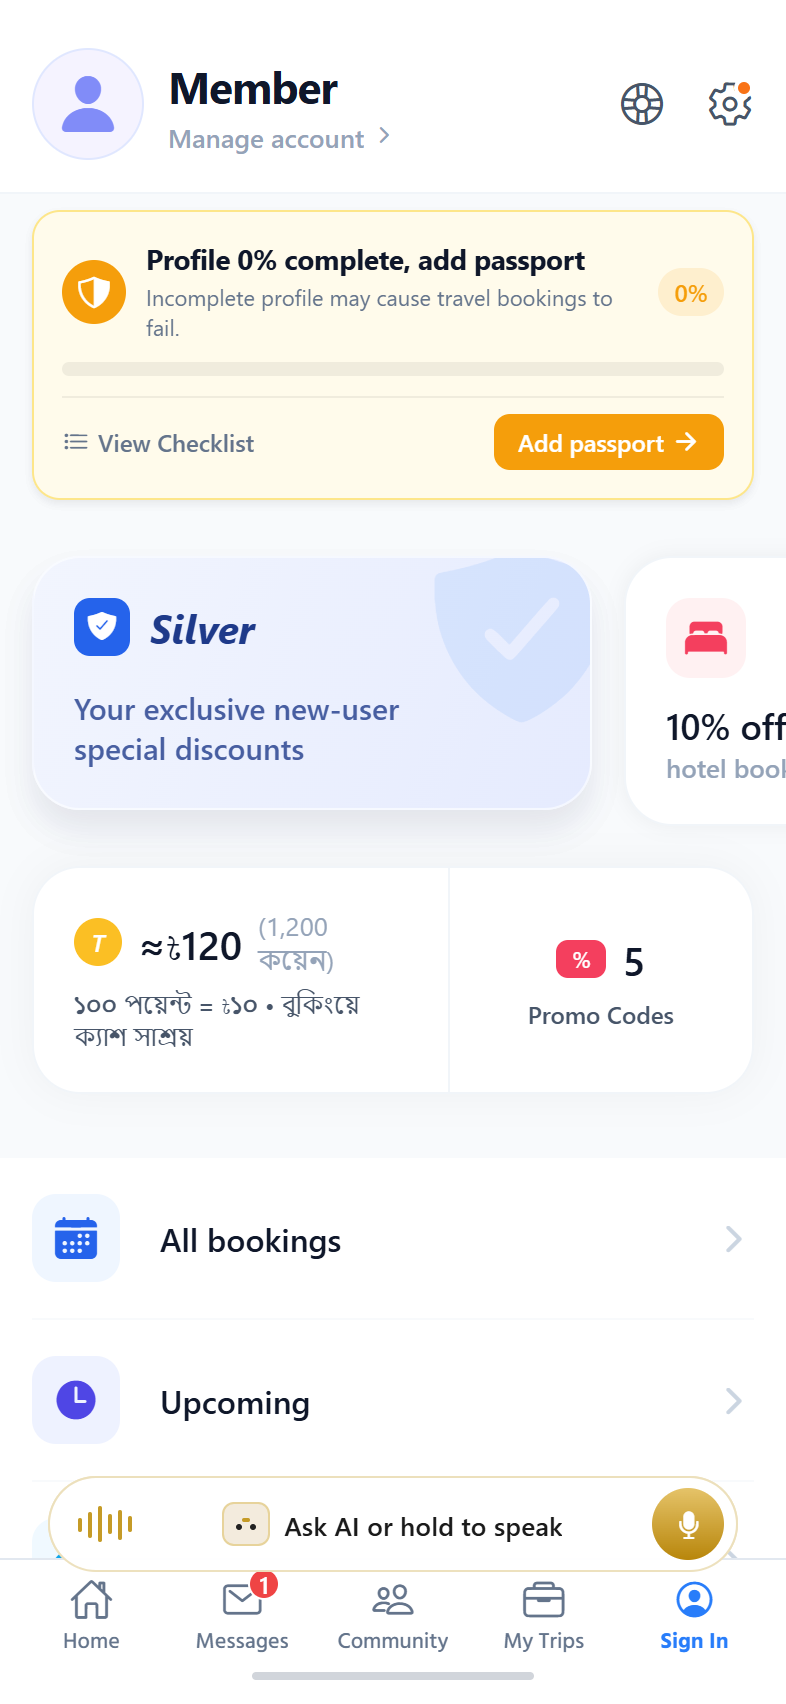 Member
Manage account
Profile 0% complete, add passport
Incomplete profile may cause travel bookings to
fail.
0%
View Checklist
Add passport
Silver
Your exclusive new-user
special discounts
10% off
hotel book
T
≈৳120
(1,200
কয়েন)
১০০ পয়েন্ট = ৳১০ • বুকিংয়ে
ক্যাশ সাশ্রয়
%
5
Promo Codes
All bookings
Upcoming
Ask AI or hold to speak
1
Home
Messages
Community
My Trips
Sign In